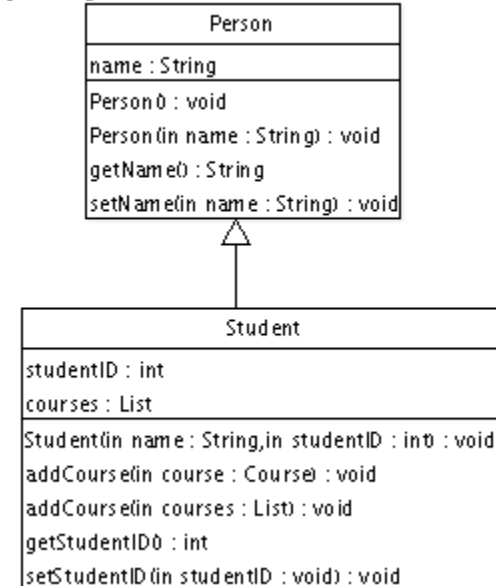 Person
name : String
Person() : void
Person(in name : String) : void
getName() : String
setName(in name : String) : void
Student
studentID : int
courses : List
Student(in name : String,in studentID : int) : void
addCourse(in course : Course) : void
addCourse(in courses : List) : void
getStudentID() : int
setStudentID(in studentID : void) : void